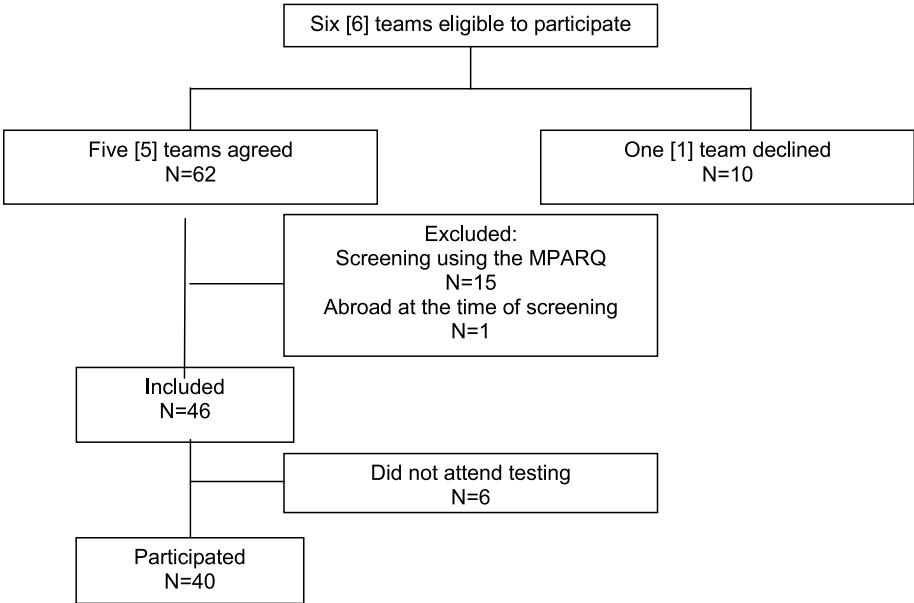 Six [6] teams eligible to participate
Five [5] teams agreed
N=62
One [1] team declined
N=10
Excluded:
Screening using the MPARQ
N=15
Abroad at the time of screening
N=1
Included
N=46
Did not attend testing
N=6
Participated
N=40